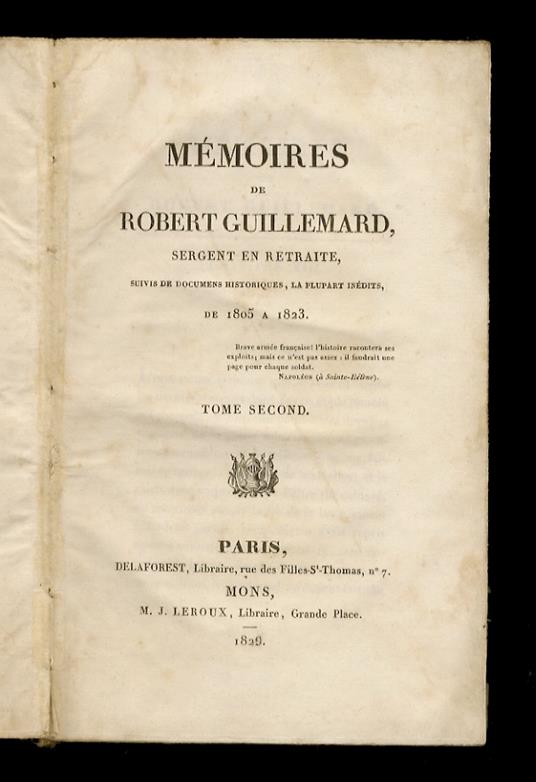 MÉMOIRES
DE
ROBERT GUILLEMARD,
SERGENT EN RETRAITE,
SUIVIS DE DOCUMENS HISTORIQUES, LA PLUPART INÉDITS,
DE 1805 A 1823.
Brave armée française! l'histoire racontera ses
exploits; mais ce n'est pas assez : il faudrait une
page pour chaque soldat.
NAPOLÉON (à Sainte-Hélène).
TOME SECOND.
PARIS,
DELAFOREST, Libraire, rue des Filles-St-Thomas, n° 7.
MONS,
M. J. LEROUX, Libraire, Grande Place.
1829.